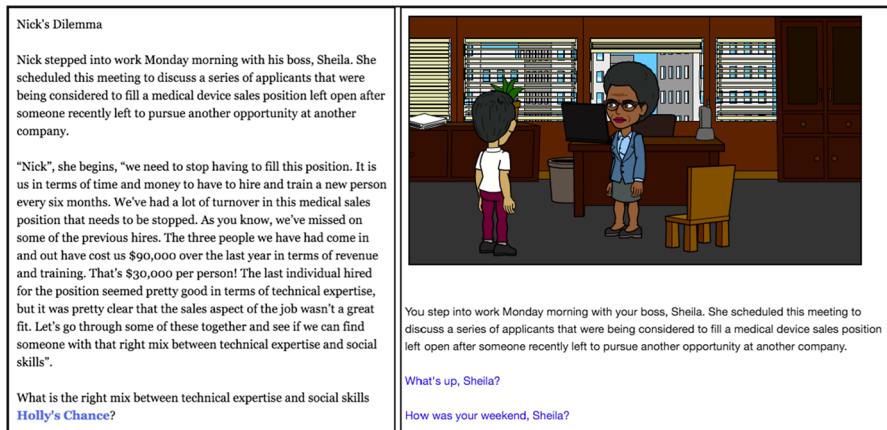 Nick's Dilemma
Nick stepped into work Monday morning with his boss, Sheila. She
scheduled this meeting to discuss a series of applicants that were
being considered to fill a medical device sales position left open after
someone recently left to pursue another opportunity at another
company.
“Nick”, she begins, “we need to stop having to fill this position. It is
us in terms of time and money to have to hire and train a new person
every six months. We’ve had a lot of turnover in this medical sales
position that needs to be stopped. As you know, we’ve missed on
some of the previous hires. The three people we have had come in
and out have cost us $90,000 over the last year in terms of revenue
and training. That’s $30,000 per person! The last individual hired
for the position seemed pretty good in terms of technical expertise,
but it was pretty clear that the sales aspect of the job wasn’t a great
fit. Let’s go through some of these together and see if we can find
someone with that right mix between technical expertise and social
skills”.
What is the right mix between technical expertise and social skills
Holly's Chance?
You step into work Monday morning with your boss, Sheila. She scheduled this meeting to
discuss a series of applicants that were being considered to fill a medical device sales position
left open after someone recently left to pursue another opportunity at another company.
What's up, Sheila?
How was your weekend, Sheila?